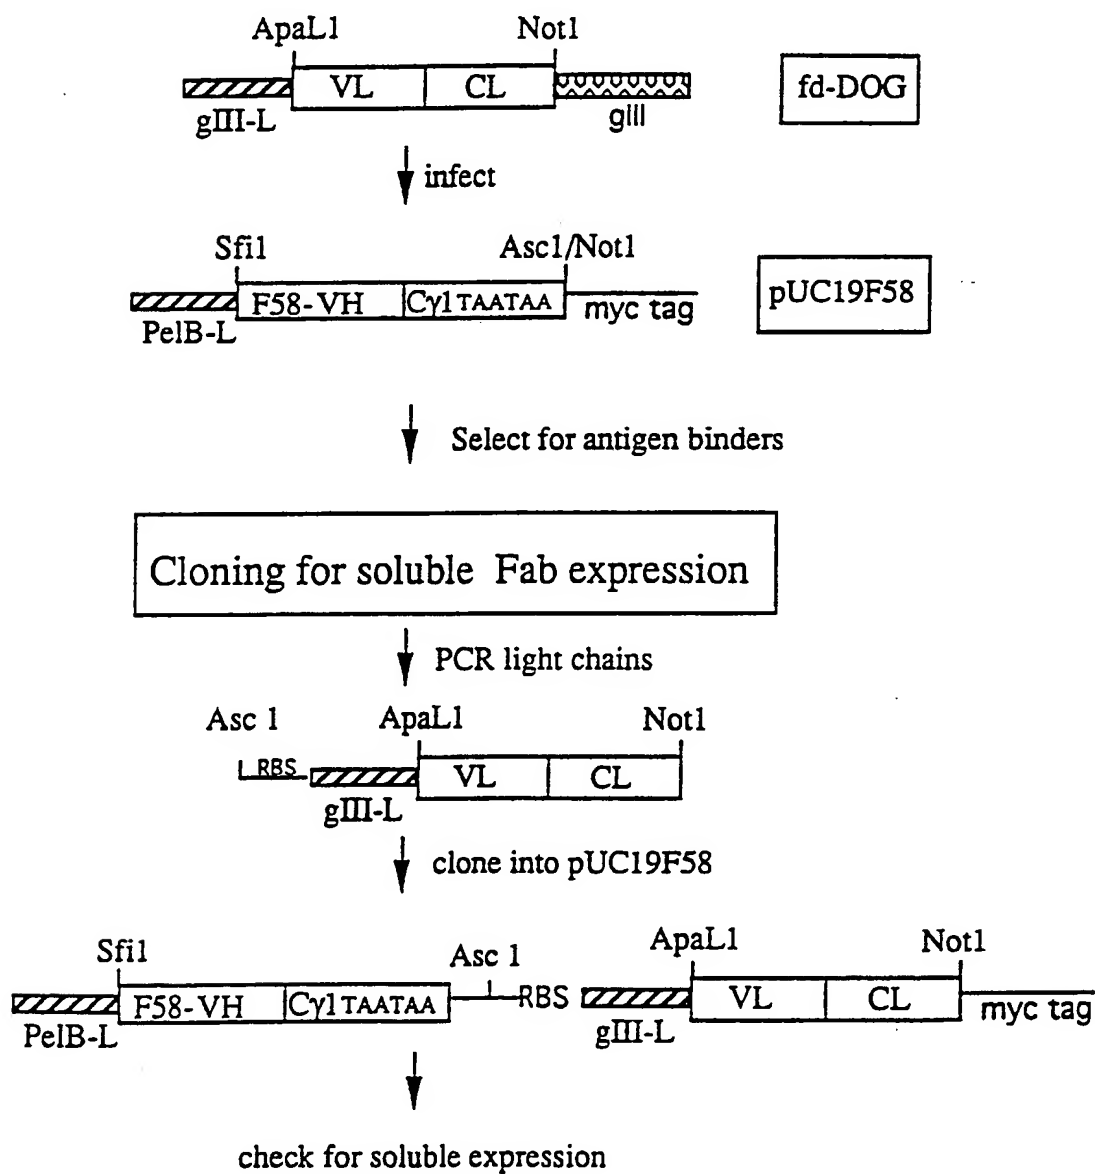 ApaL1 Not1
VL CL fd-DOG
gIII-L gIII
infect
Sfi1 Asc1/Not1
F58-VH Cγ1 TAATAA myc tag pUC19F58
PelB-L
Select for antigen binders
Cloning for soluble Fab expression
PCR light chains
Asc 1 ApaL1 Not1
RBS VL CL
gIII-L
clone into pUC19F58
Sfi1 Asc 1 ApaL1 Not1
F58-VH Cγ1 TAATAA RBS VL CL myc tag
PelB-L gIII-L
check for soluble expression